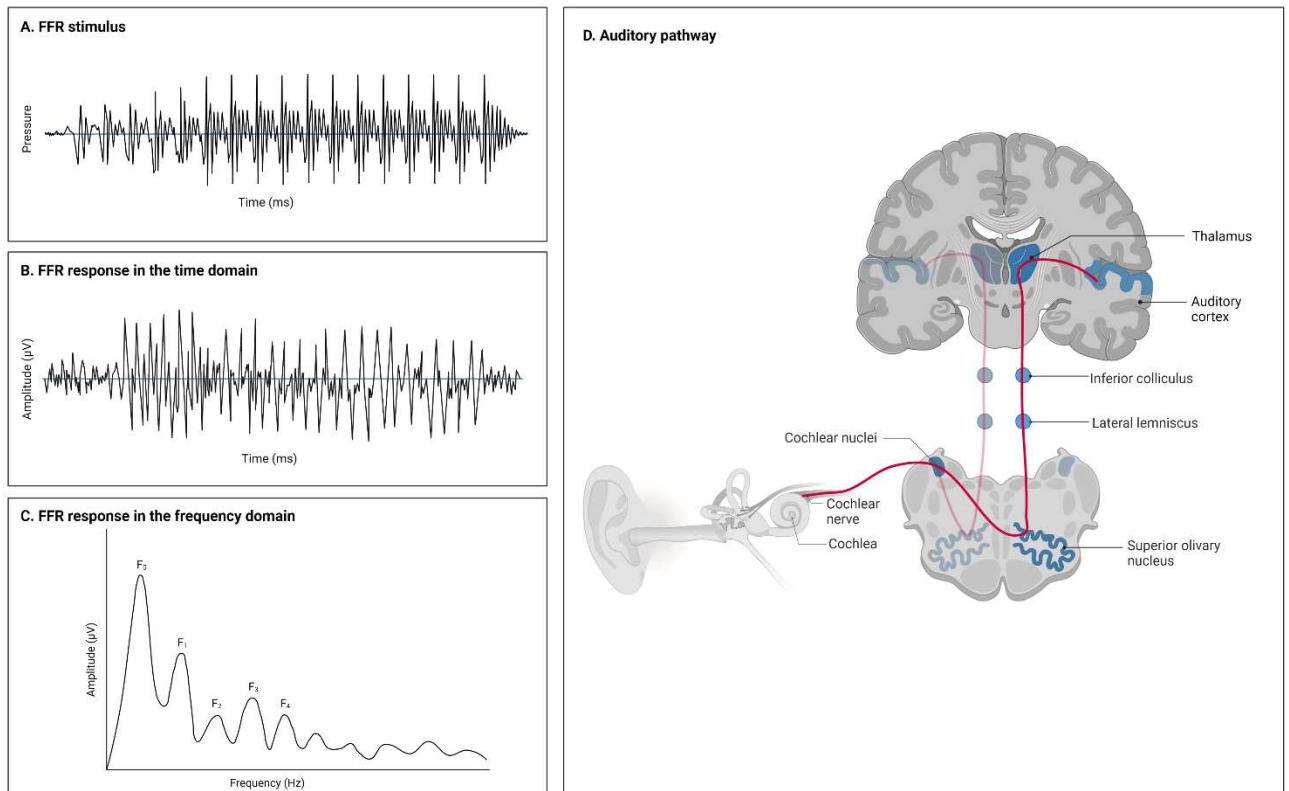 A. FFR stimulus
Pressure
Time (ms)
B. FFR response in the time domain
Amplitude (µV)
Time (ms)
C. FFR response in the frequency domain
Amplitude (µV)
F₀
F₁
F₂
F₃
F₄
Frequency (Hz)
D. Auditory pathway
Thalamus
Auditory
cortex
Inferior colliculus
Lateral lemniscus
Cochlear nuclei
Cochlear
nerve
Cochlea
Superior olivary
nucleus